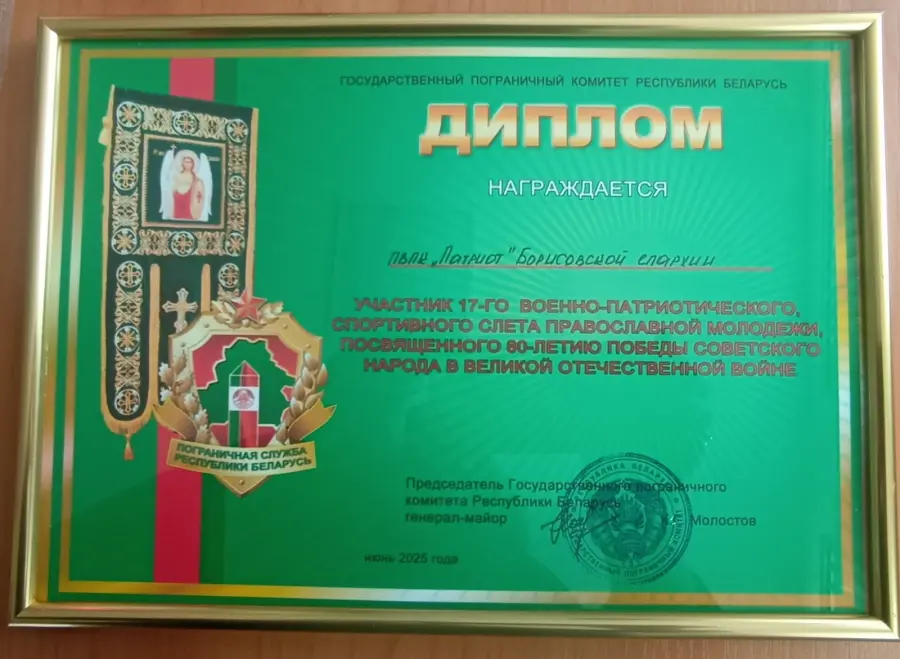 ГОСУДАРСТВЕННЫЙ ПОГРАНИЧНЫЙ КОМИТЕТ РЕСПУБЛИКИ БЕЛАРУСЬ
ДИПЛОМ
НАГРАЖДАЕТСЯ
"Патриот" Борисовской епархии
УЧАСТНИК 17-ГО ВОЕННО-ПАТРИОТИЧЕСКОГО,
СПОРТИВНОГО СЛЕТА ПРАВОСЛАВНОЙ МОЛОДЕЖИ,
ПОСВЯЩЕННОГО 80-ЛЕТИЮ ПОБЕДЫ СОВЕТСКОГО
НАРОДА В ВЕЛИКОЙ ОТЕЧЕСТВЕННОЙ ВОЙНЕ
ПОГРАНИЧНАЯ СЛУЖБА
РЕСПУБЛИКИ БЕЛАРУСЬ
Председатель Государственного пограничного
комитета Республики Беларусь
генерал-майор Молостов
июнь 2025 года